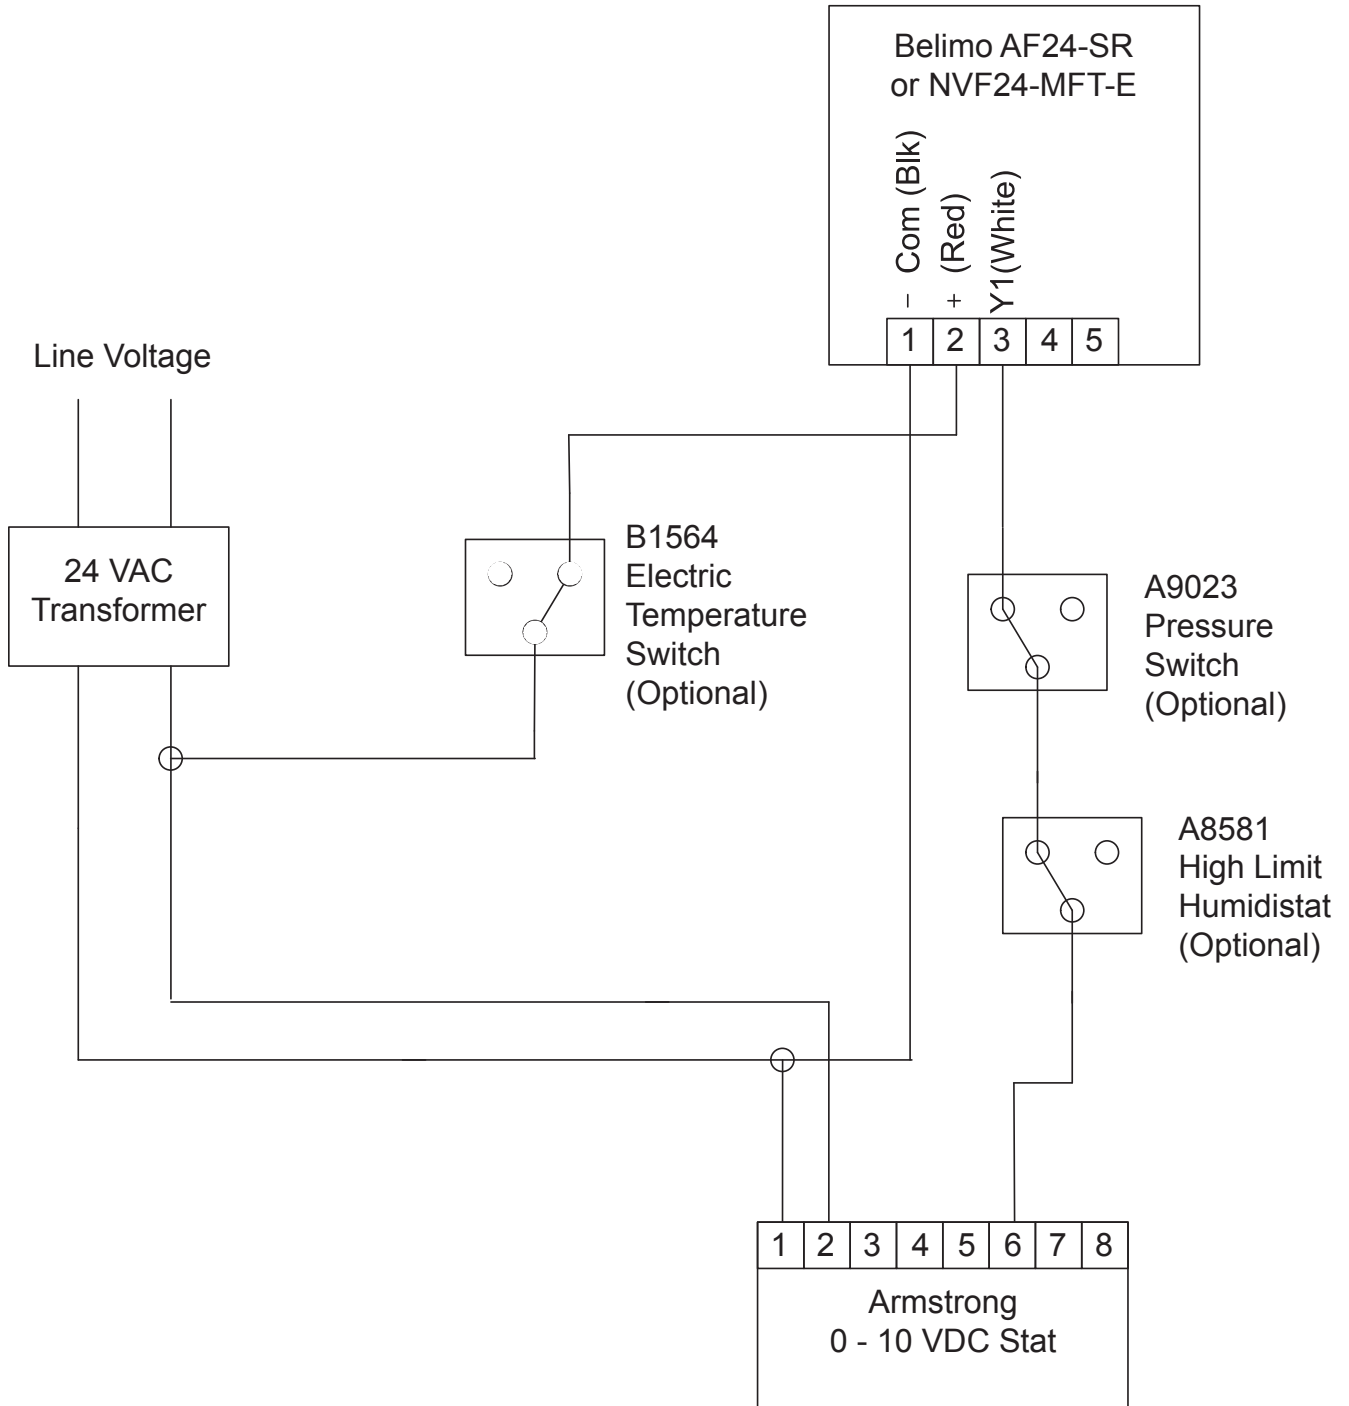 Belimo AF24-SR
or NVF24-MFT-E
– Com (Blk)
+ (Red)
Y1(White)
1 2 3 4 5
Line Voltage
24 VAC
Transformer
B1564
Electric
Temperature
Switch
(Optional)
A9023
Pressure
Switch
(Optional)
A8581
High Limit
Humidistat
(Optional)
1 2 3 4 5 6 7 8
Armstrong
0 - 10 VDC Stat